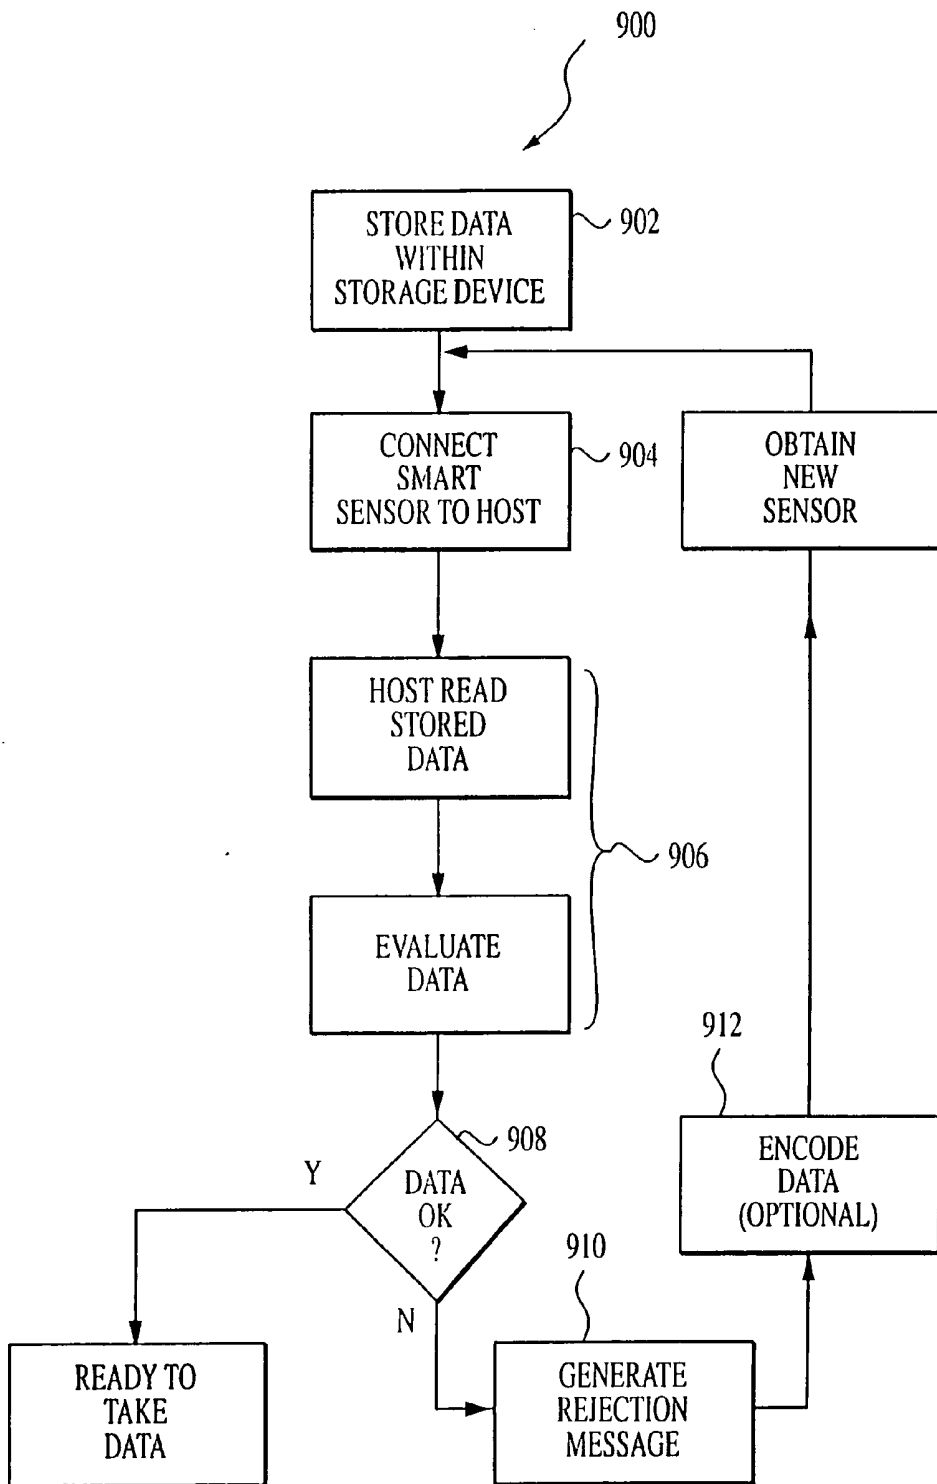 900
STORE DATA
WITHIN
STORAGE DEVICE
902
CONNECT
SMART
SENSOR TO HOST
904
OBTAIN
NEW
SENSOR
HOST READ
STORED
DATA
906
EVALUATE
DATA
912
ENCODE
DATA
(OPTIONAL)
908
DATA
OK
?
Y
N
910
GENERATE
REJECTION
MESSAGE
READY TO
TAKE
DATA